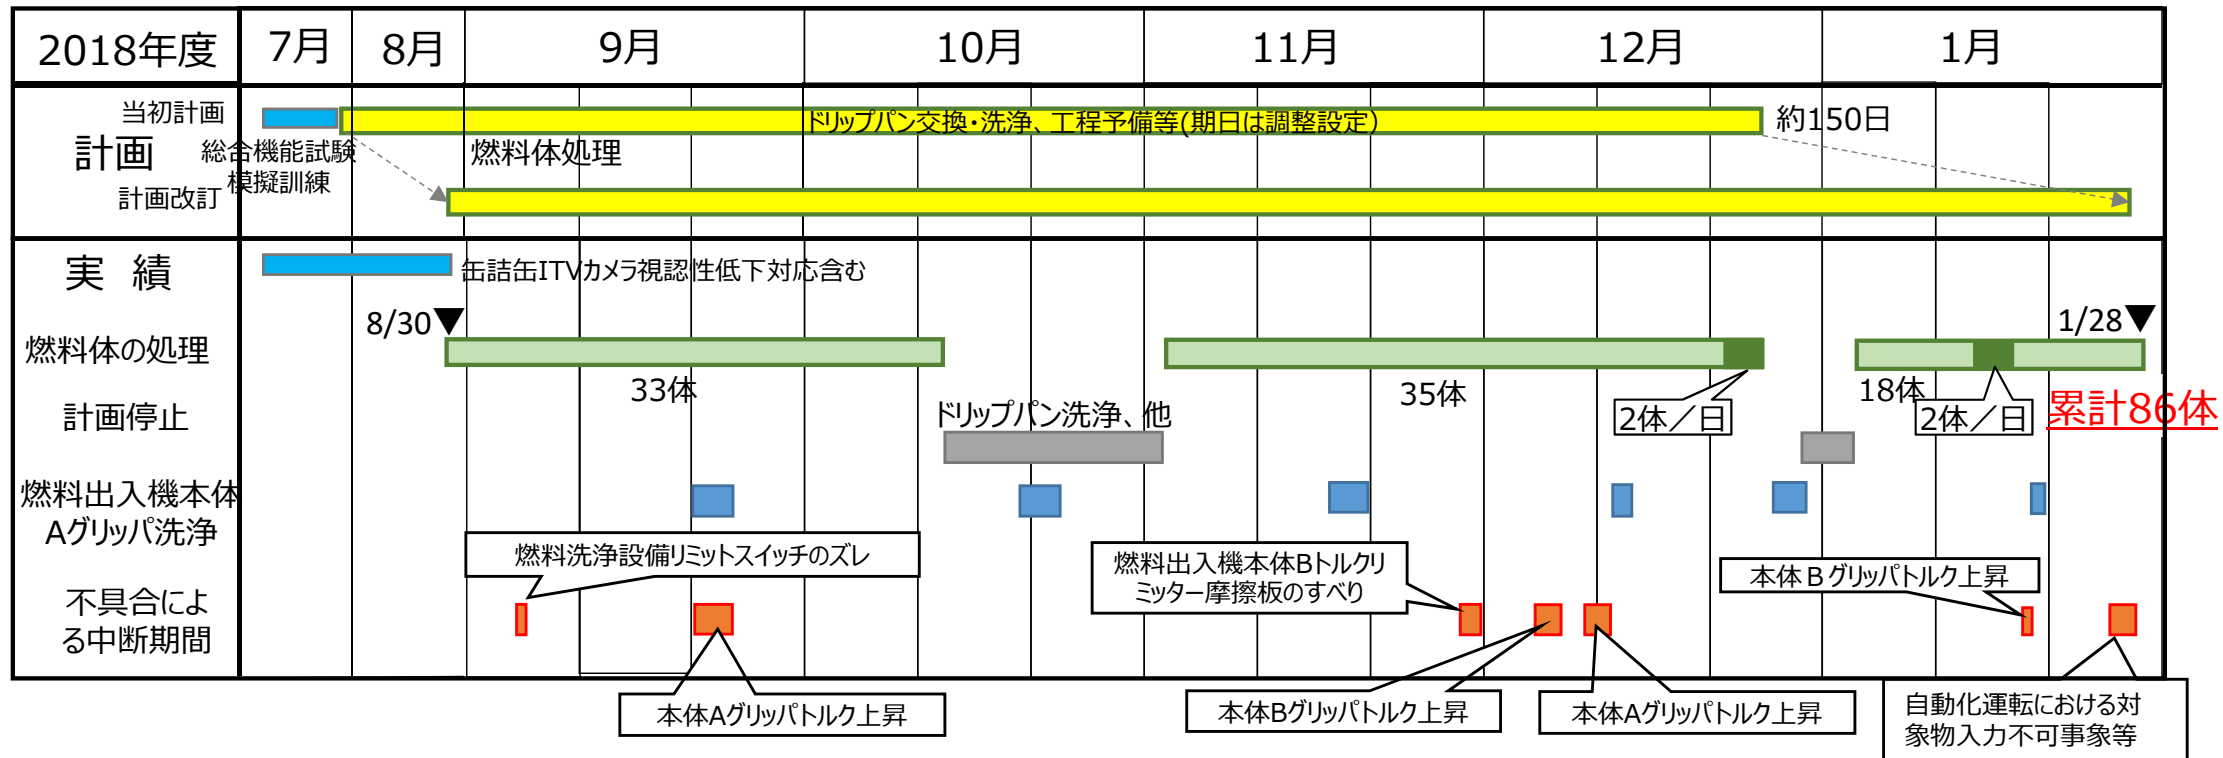 2018年度
7月
8月
9月
10月
11月
12月
1月
当初計画
計画
計画改訂
総合機能試験
模擬訓練
ドリップパン交換・洗浄、工程予備等(期日は調整設定)
約150日
燃料体処理
実　績
缶詰缶ITVカメラ視認性低下対応含む
8/30▼
1/28▼
燃料体の処理
33体
35体
18体
2体／日
2体／日
累計86体
計画停止
ドリップパン洗浄、他
燃料出入機本体
Aグリッパ洗浄
燃料洗浄設備リミットスイッチのズレ
燃料出入機本体Bトルクリ
ミッター摩擦板のすべり
本体Ｂグリッパトルク上昇
不具合によ
る中断期間
本体Aグリッパトルク上昇
本体Bグリッパトルク上昇
本体Aグリッパトルク上昇
自動化運転における対
象物入力不可事象等